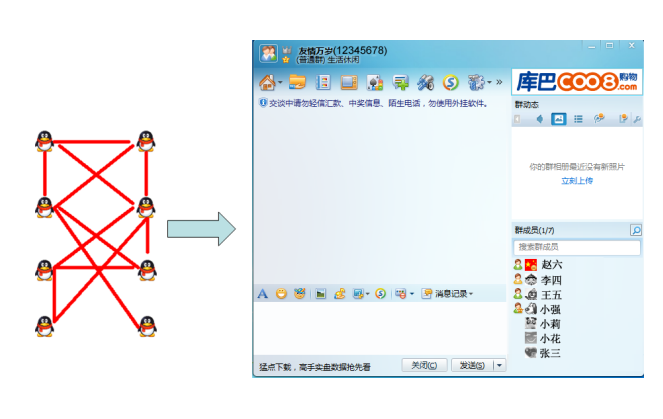 友情万岁(12345678)
(普通群) 生活休闲
库巴COO8购物.com
交谈中请勿轻信汇款、中奖信息、陌生电话，勿使用外挂软件。
群动态
你的群相册最近没有新照片
立刻上传
群成员(1/7)
搜索群成员
赵六
李四
王五
小强
小莉
小花
张三
A
消息记录
猛点下载，高手实盘数据抢先看
关闭(C)
发送(S)